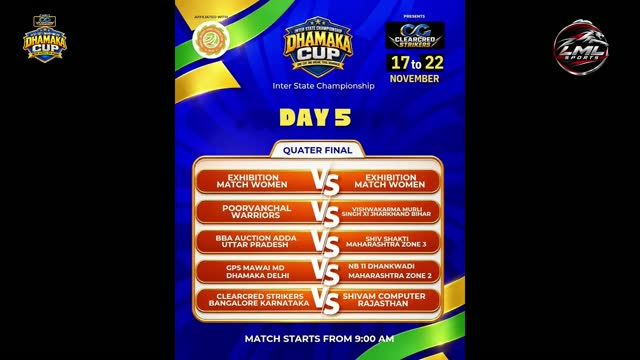 DHAMAKA
CUP
AFFILIATED WITH
INTER STATE CHAMPIONSHIP
DHAMAKA
CUP
Inter State Championship
PRESENTS
CLEARCRED
STRIKERS
17 to 22
NOVEMBER
LML
SPORTS
DAY 5
QUATER FINAL
EXHIBITION
MATCH WOMEN
VS
EXHIBITION
MATCH WOMEN
POORVANCHAL
WARRIORS
VS
VISHWAKARMA MURLI
SINGH XI JHARKHAND BIHAR
BBA AUCTION ADDA
UTTAR PRADESH
VS
SHIV SHAKTI
MAHARASHTRA ZONE 3
GPS MAWAI MD
DHAMAKA DELHI
VS
NB 11 DHANKWADI
MAHARASHTRA ZONE 2
CLEARCRED STRIKERS
BANGALORE KARNATAKA
VS
SHIVAM COMPUTER
RAJASTHAN
MATCH STARTS FROM 9:00 AM